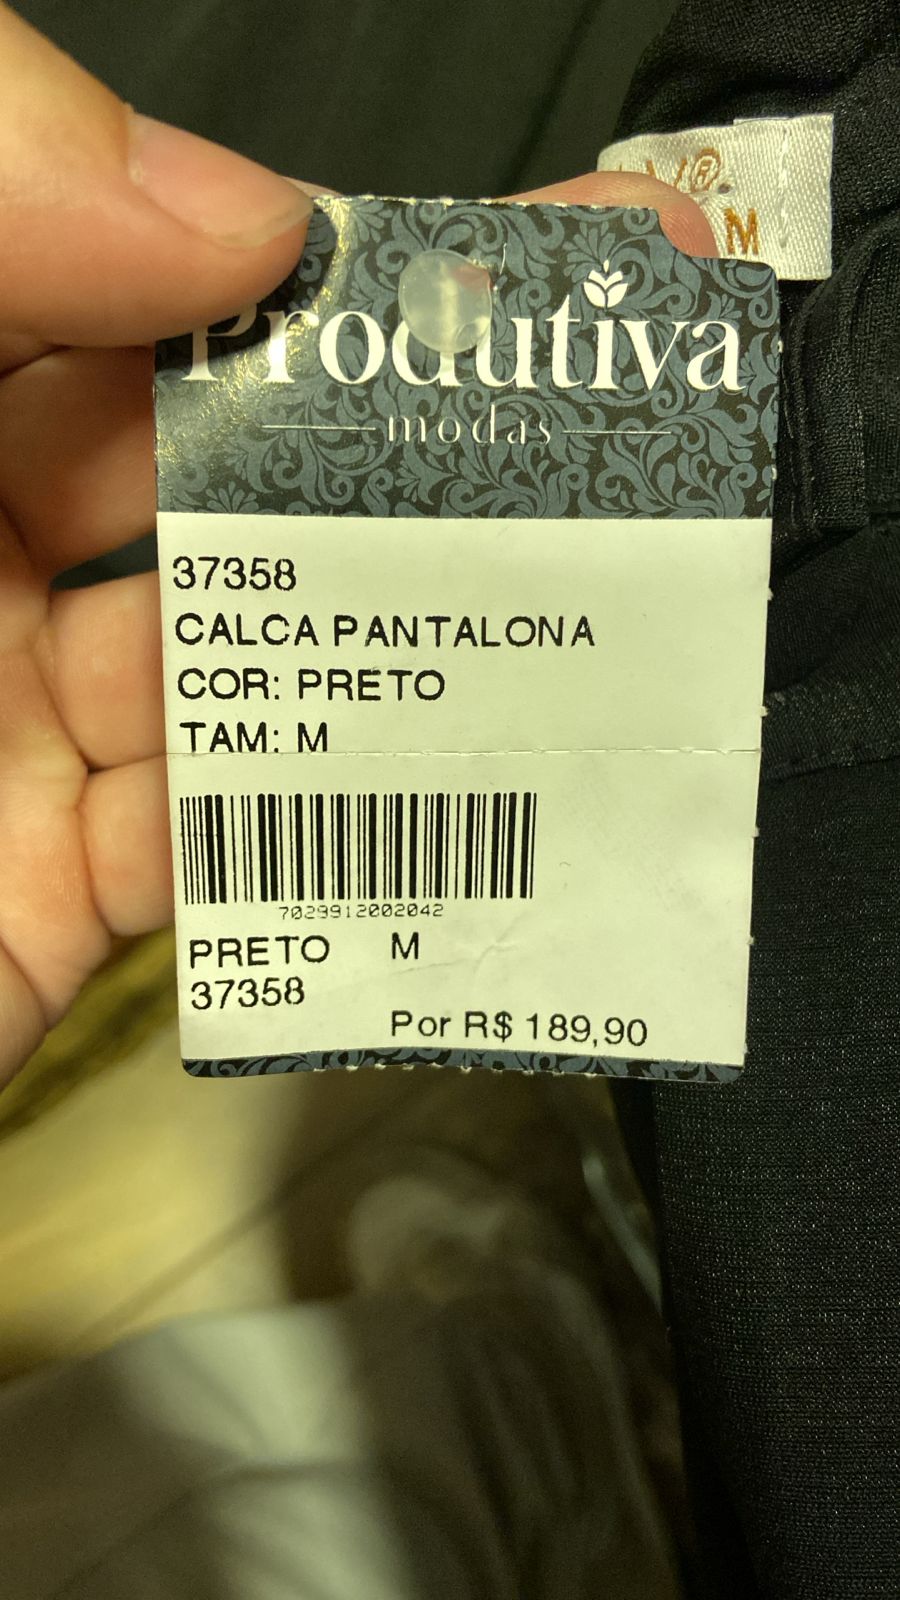 M
Produtiva
modas
37358
CALCA PANTALONA
COR: PRETO
TAM: M
7029912002042
PRETO M
37358
Por R$ 189,90